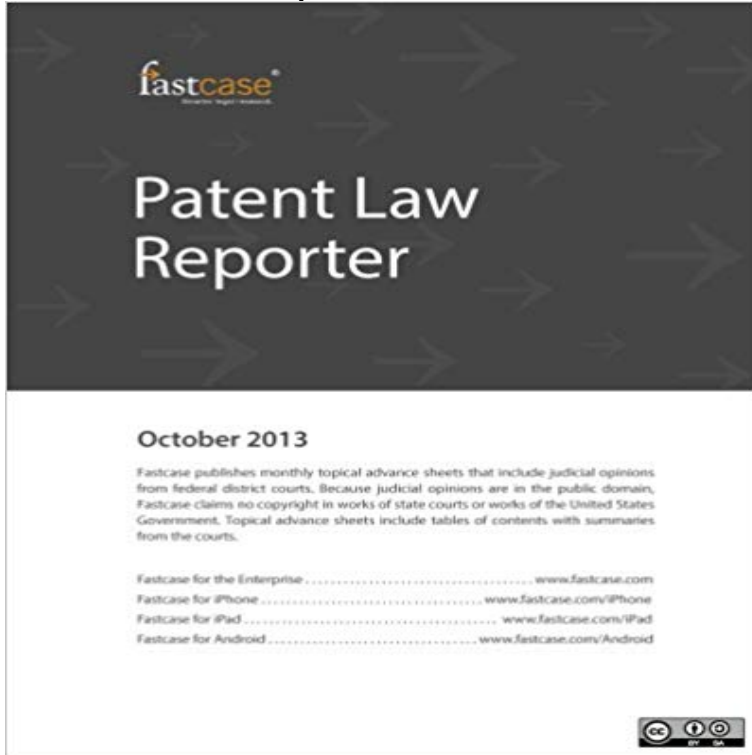 fastcase®
Smarter legal research.
Patent Law
Reporter
October 2013
Fastcase publishes monthly topical advance sheets that include judicial opinions
from federal district courts. Because judicial opinions are in the public domain,
Fastcase claims no copyright in works of state courts or works of the United States
Government. Topical advance sheets include tables of contents with summaries
from the courts.
Fastcase for the Enterprise . . . . . . . . . . . . . . . . . . . . . . . . . . . . . . . . www.fastcase.com
Fastcase for iPhone . . . . . . . . . . . . . . . . . . . . . . . . . . . . . . www.fastcase.com/iPhone
Fastcase for iPad . . . . . . . . . . . . . . . . . . . . . . . . . . . . . . . . . www.fastcase.com/iPad
Fastcase for Android . . . . . . . . . . . . . . . . . . . . . . . . . . . . www.fastcase.com/Android
cc
BY SA